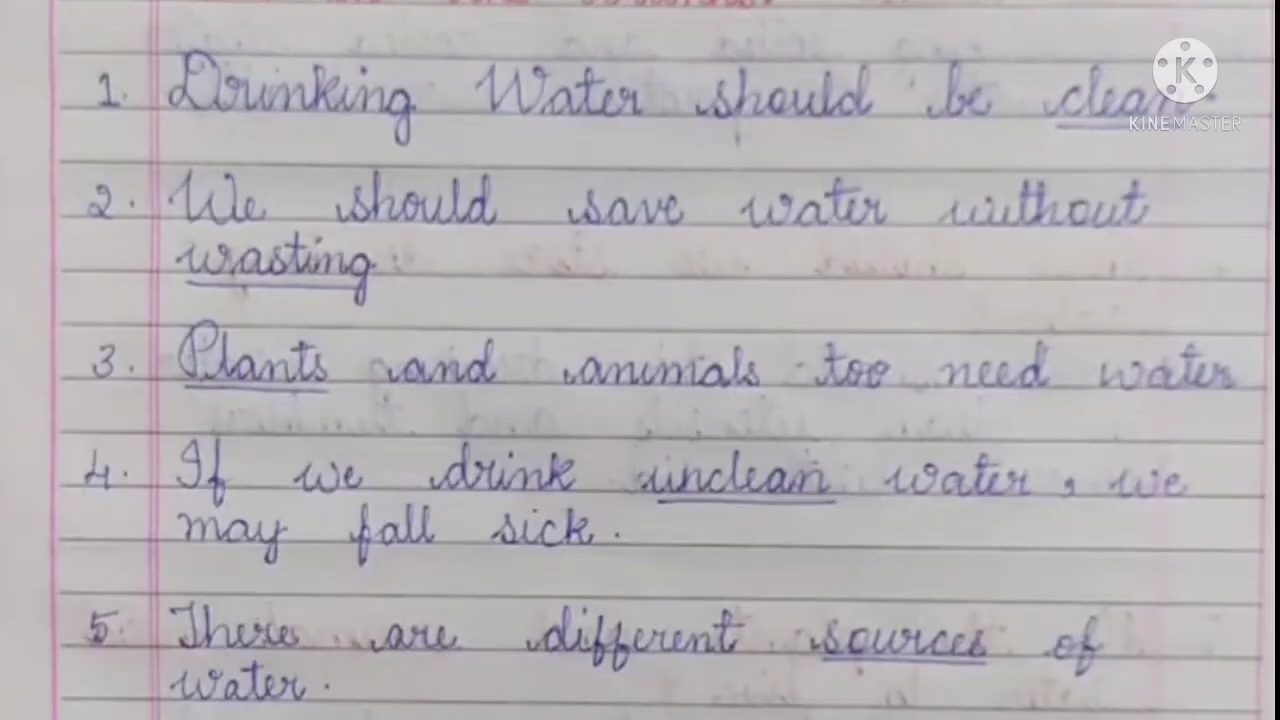 1. Drinking Water should be clean.
KINEMASTER
2. We should save water without
wasting
3. Plants and animals too need water
4. If we drink unclean water, we
may fall sick.
5. There are different sources of
water.